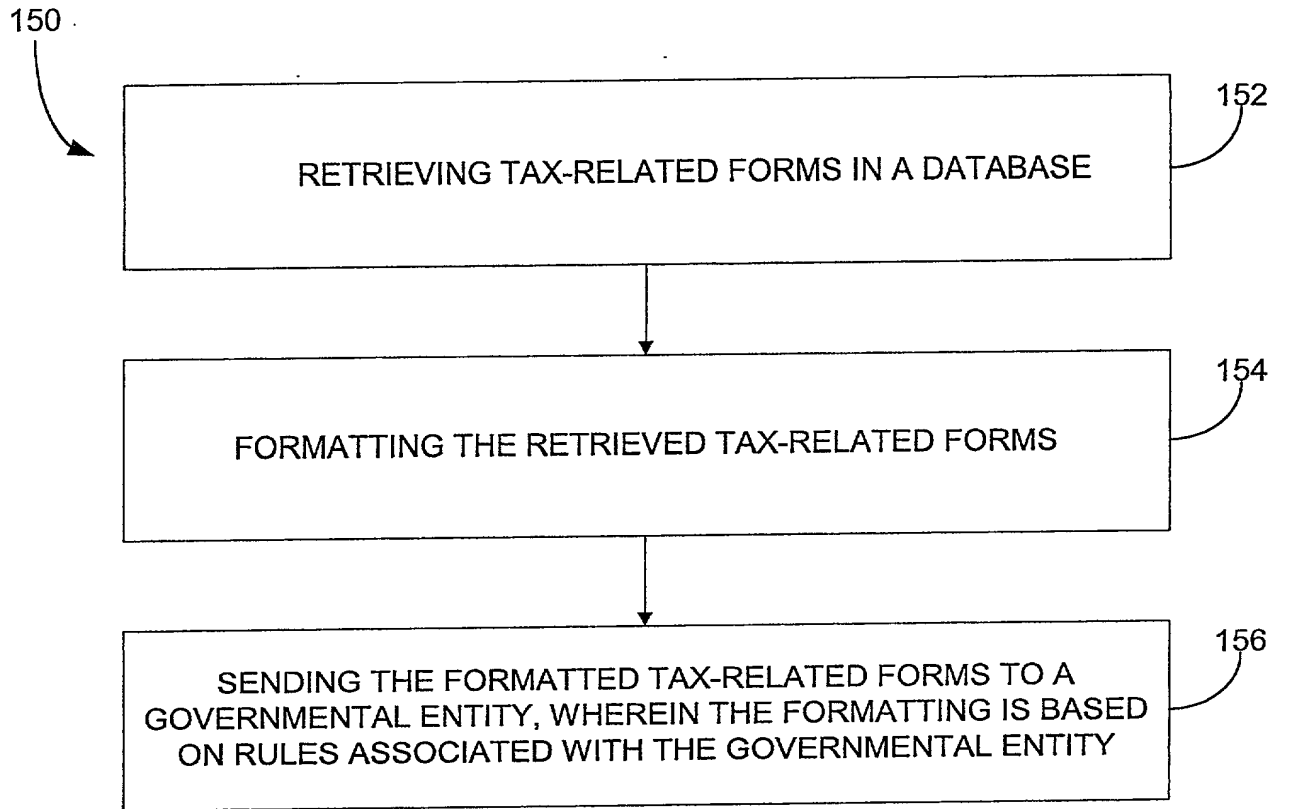 150
152
RETRIEVING TAX-RELATED FORMS IN A DATABASE
154
FORMATTING THE RETRIEVED TAX-RELATED FORMS
156
SENDING THE FORMATTED TAX-RELATED FORMS TO A
GOVERNMENTAL ENTITY, WHEREIN THE FORMATTING IS BASED
ON RULES ASSOCIATED WITH THE GOVERNMENTAL ENTITY